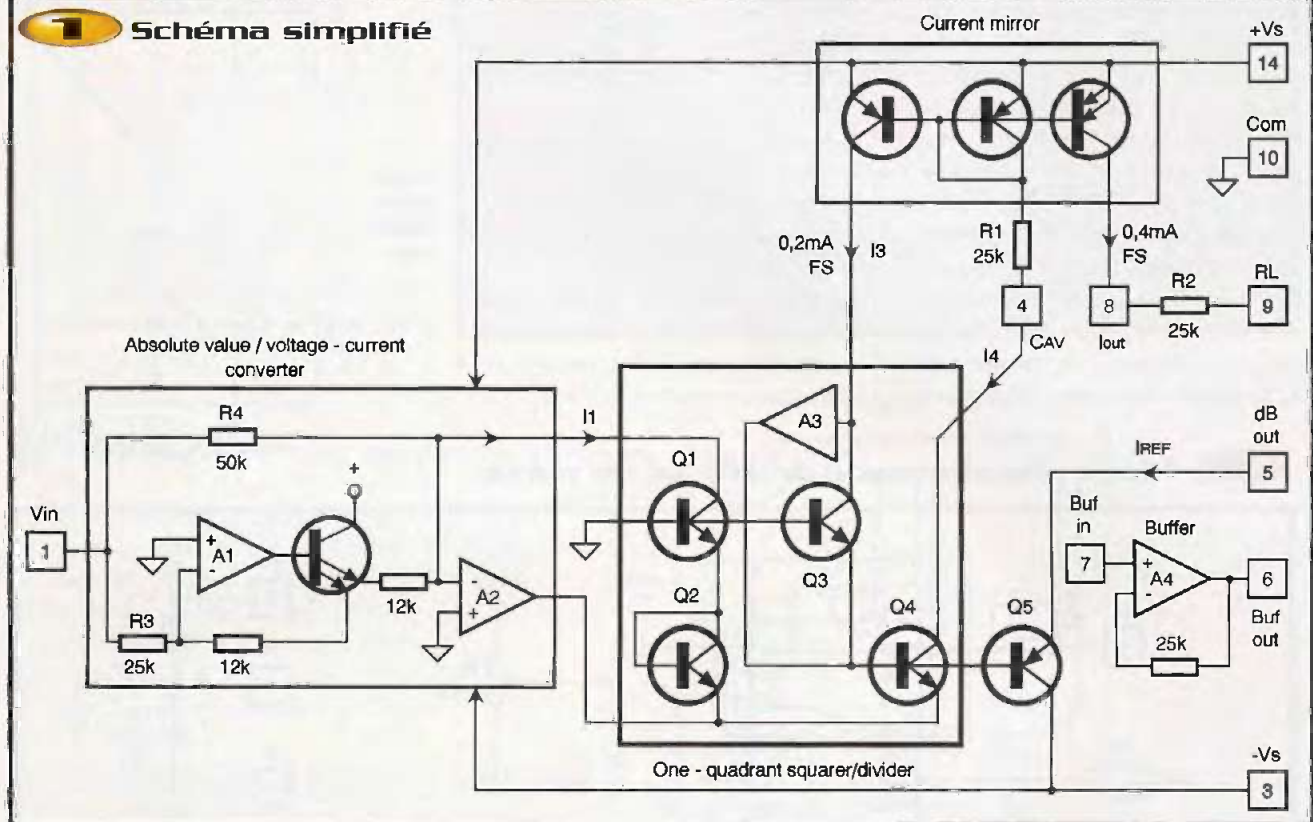 1 Schéma simplifié
Current mirror
+Vs
14
Com
10
0,2mA
FS
I3
R1
25k
0,4mA
FS
4
CAV
8
Iout
R2
25k
RL
9
I4
Absolute value / voltage - current
converter
R4
50k
I1
Vin
1
+
A1
-
R3
25k
12k
+
12k
-
A2
+
A3
Q1
Q3
Q2
Q4
Q5
dB
out
5
IREF
Buf
in
7
Buffer
+
A4
-
25k
6
Buf
out
One - quadrant squarer/divider
-Vs
3